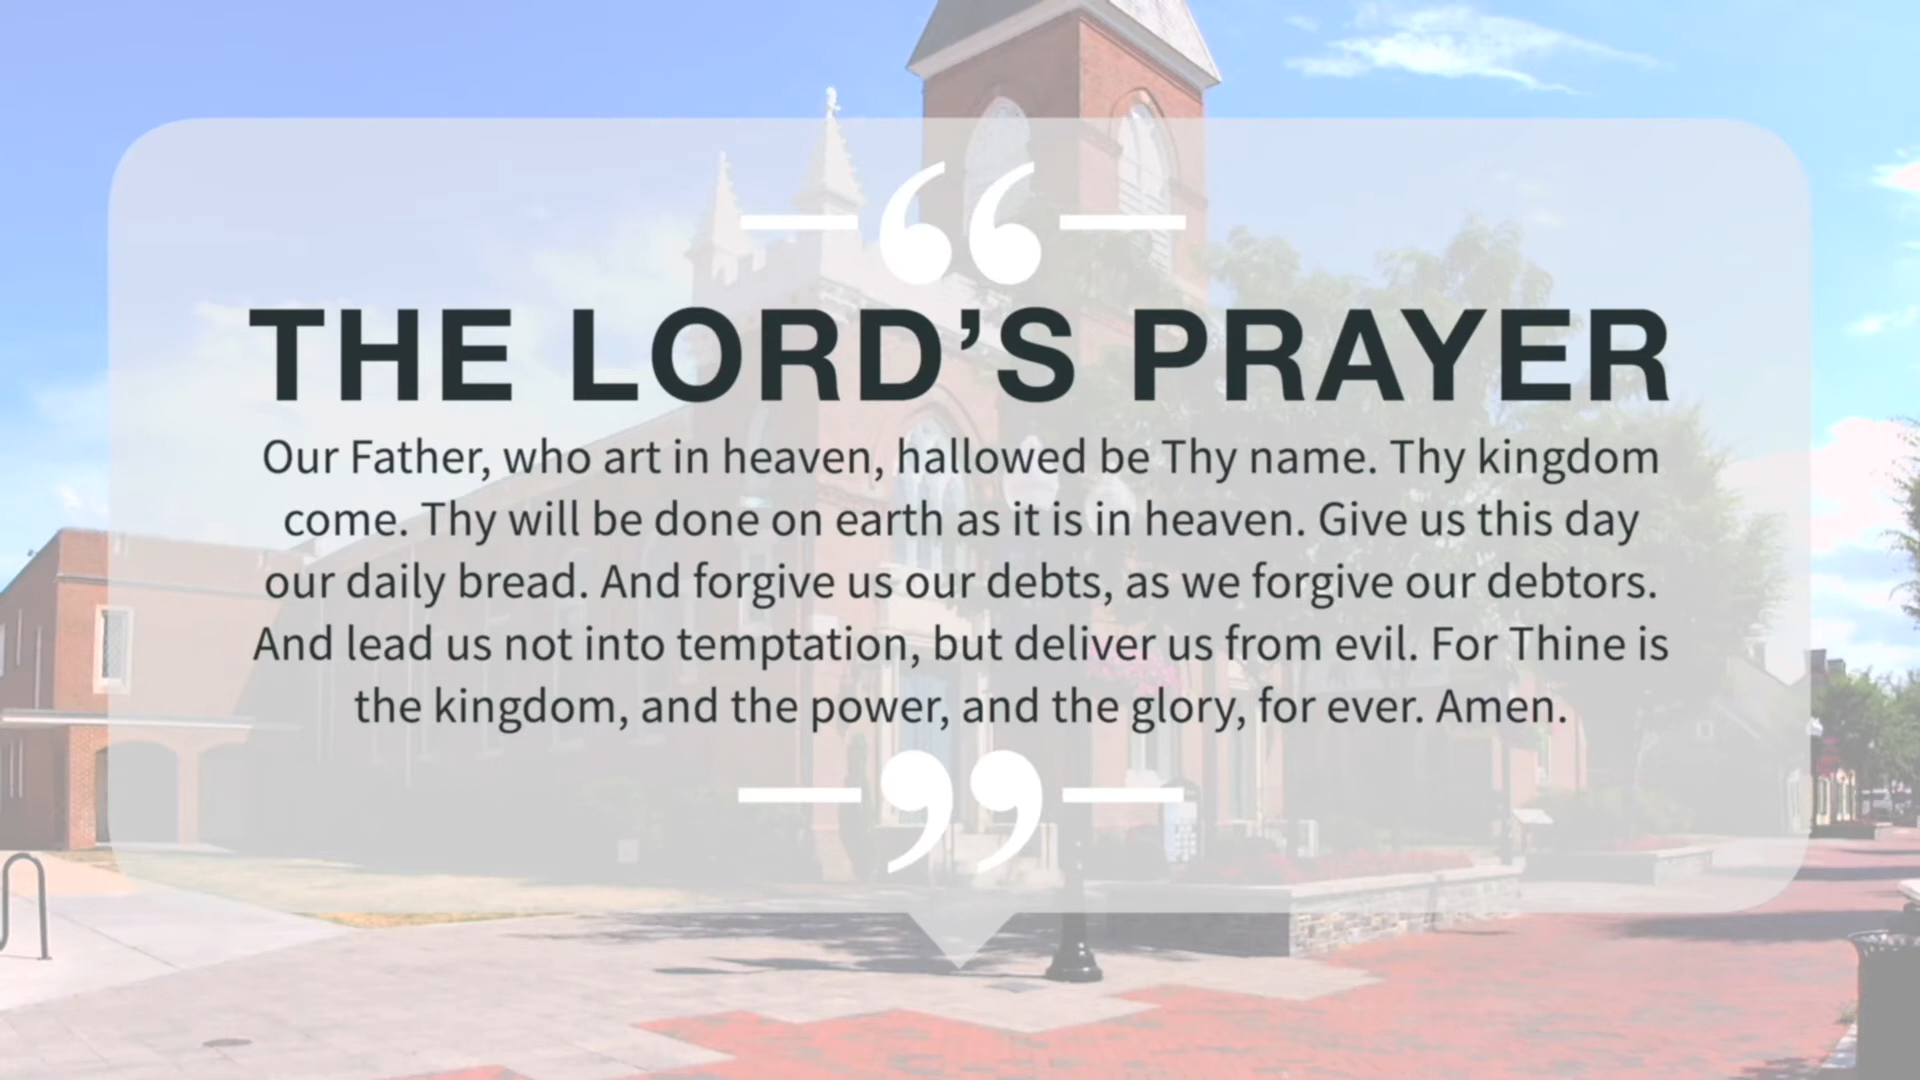 THE LORD’S PRAYER
Our Father, who art in heaven, hallowed be Thy name. Thy kingdom
come. Thy will be done on earth as it is in heaven. Give us this day
our daily bread. And forgive us our debts, as we forgive our debtors.
And lead us not into temptation, but deliver us from evil. For Thine is
the kingdom, and the power, and the glory, for ever. Amen.